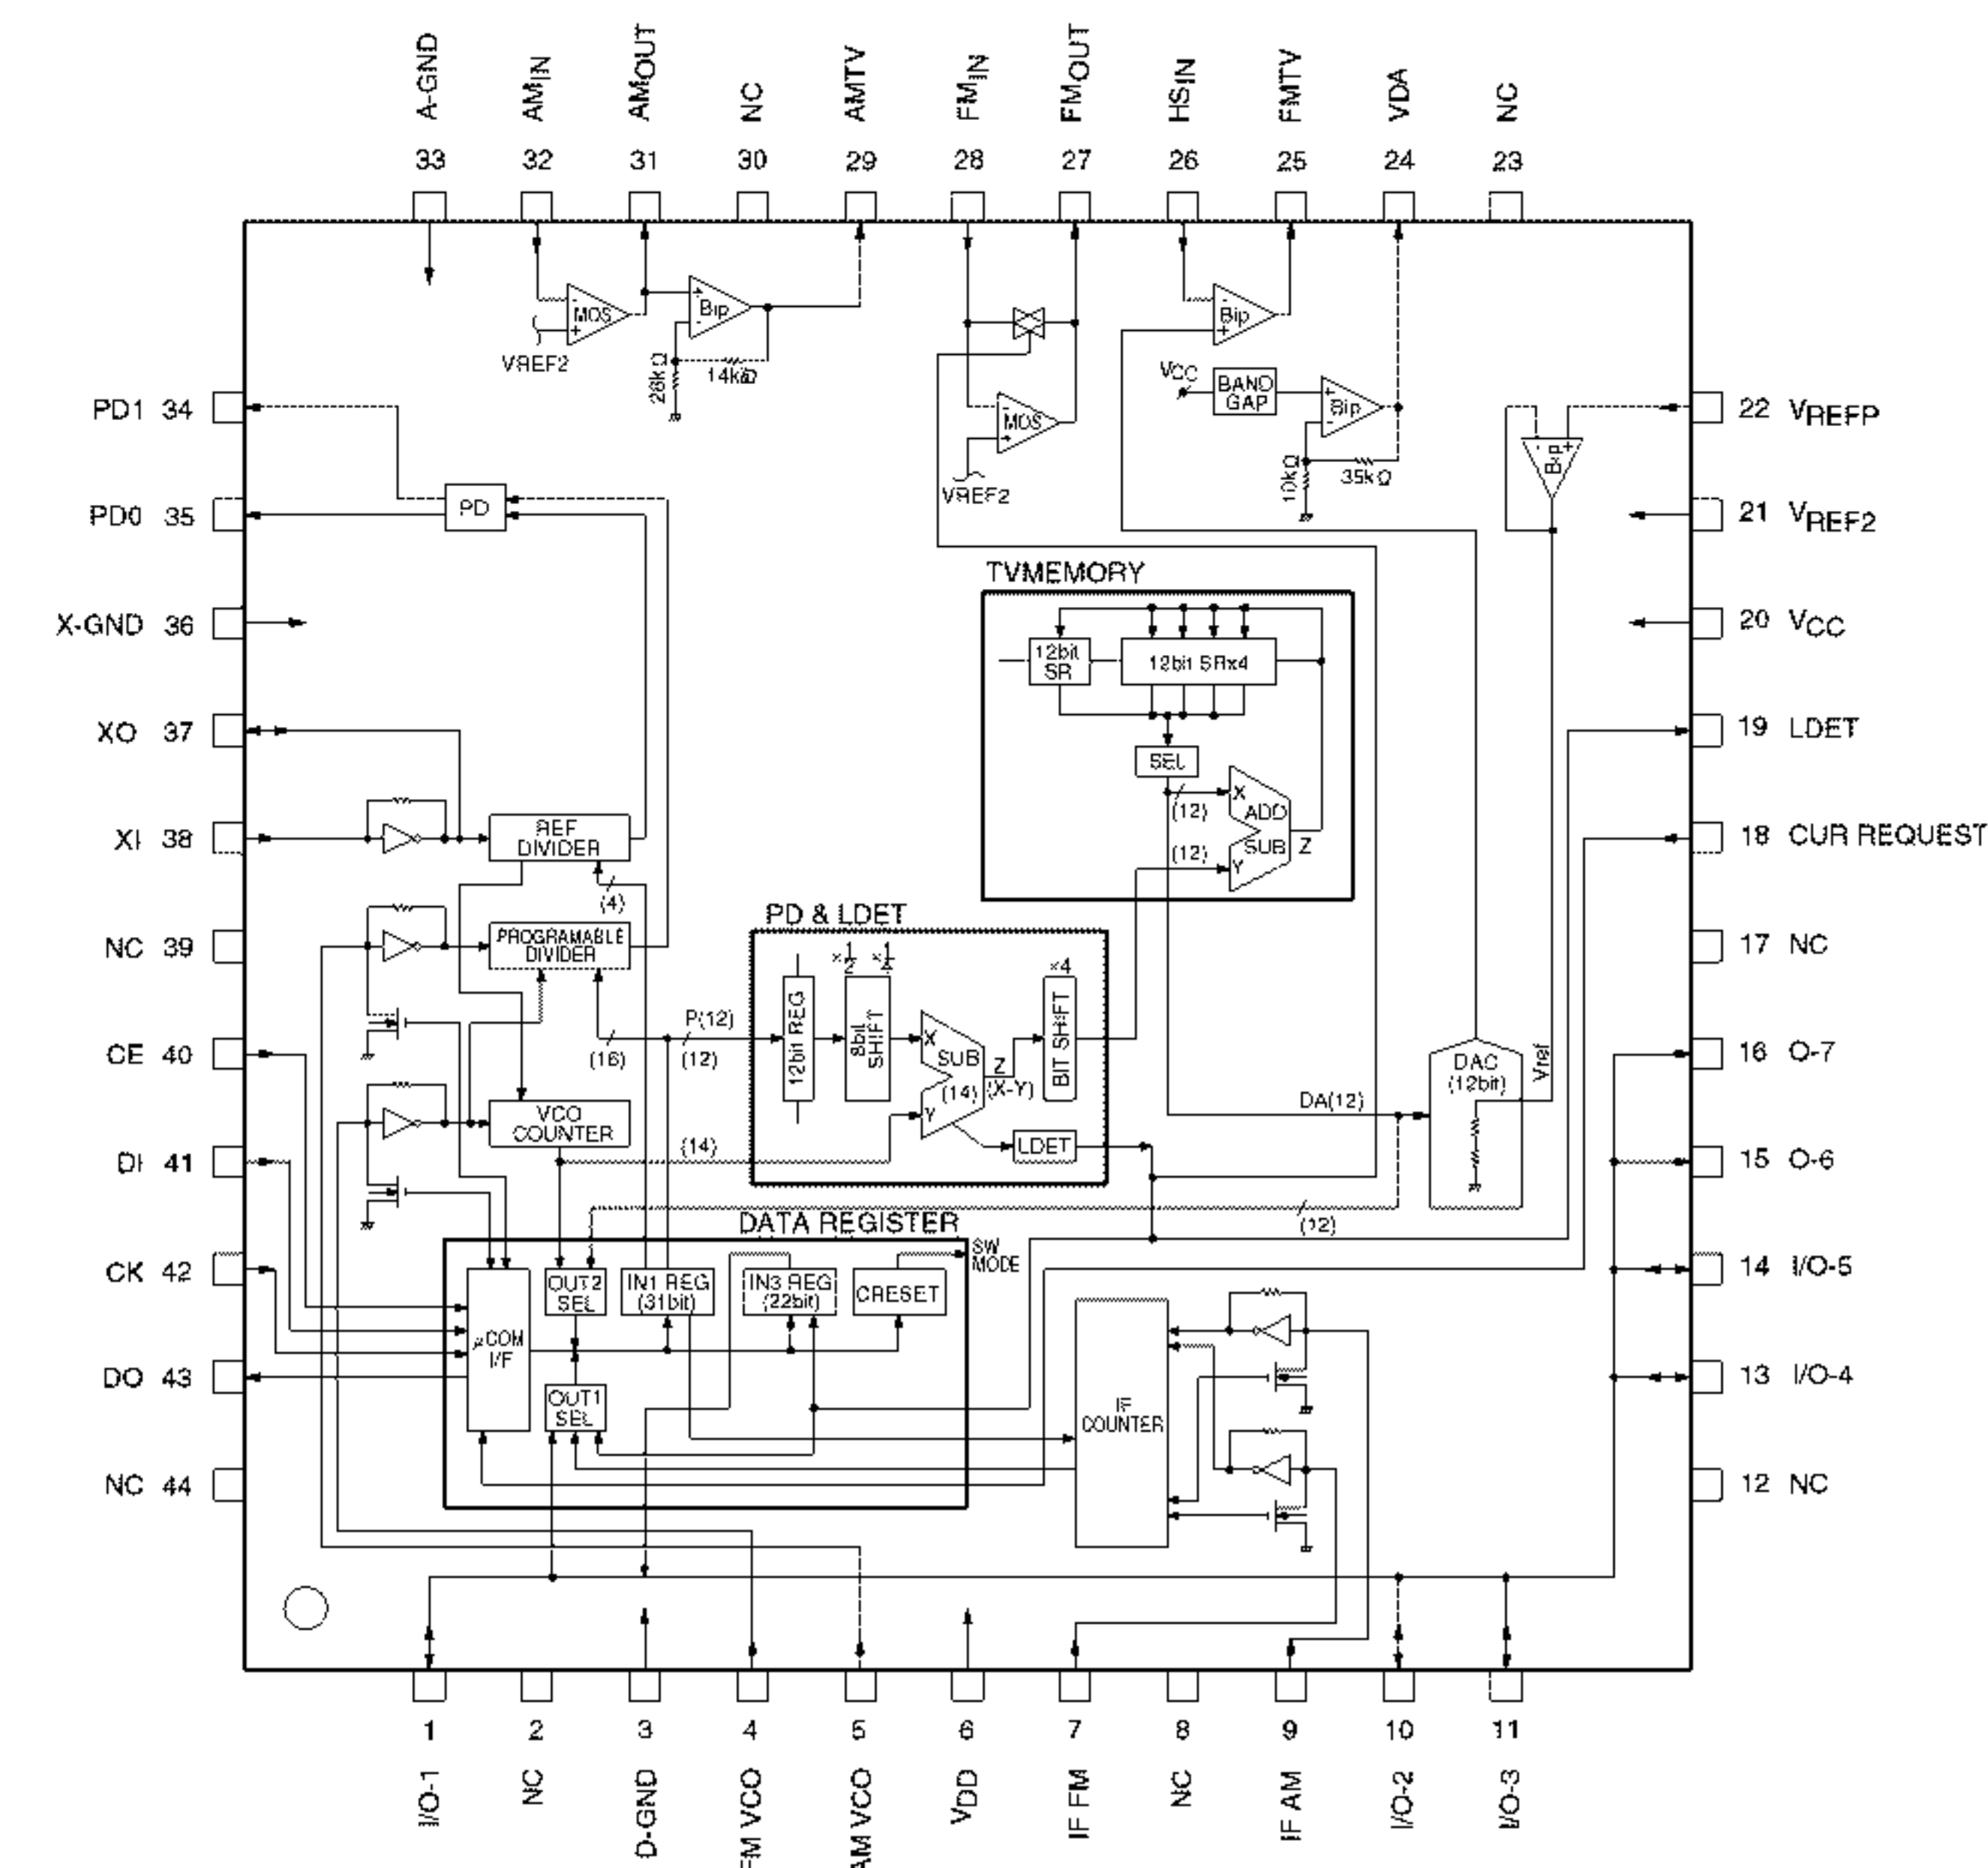 A-GND
AMIN
AMOUT
NC
AMTV
FMIN
FMOUT
HSIN
FMTV
VDA
NC
33 32 31 30 29 28 27 26 25 24 23
MOS
VREF2
Bip
28kΩ
14kΩ
MOS
VREF2
Bip
VCC
BAND GAP
Bip
10kΩ
35kΩ
Bip
PD1 34
PD0 35
X-GND 36
XO 37
XI 38
NC 39
CE 40
DI 41
CK 42
DO 43
NC 44
22 VREFP
21 VREF2
20 VCC
19 LDET
18 CUR REQUEST
17 NC
16 O-7
15 O-6
14 I/O-5
13 I/O-4
12 NC
PD
TVMEMORY
12bit SR
12bit SRx4
SEL
(12)
X
ADD
SUB
Z
(12)
Y
REF DIVIDER
(4)
PROGRAMABLE DIVIDER
(16)
P(12)
(12)
VCO COUNTER
(14)
PD & LDET
×1/2
×1/4
×4
12bit REG
8bit SHIFT
X
SUB
(14)
Y
Z
(X-Y)
BIT SHIFT
LDET
DAC
(12bit)
Vref
DA(12)
(12)
DATA REGISTER
SW MODE
μCOM I/F
OUT2 SEL
IN1 REG
(31bit)
IN3 REG
(22bit)
CRESET
OUT1 SEL
IF COUNTER
1 2 3 4 5 6 7 8 9 10 11
I/O-1
NC
D-GND
FM VCO
AM VCO
VDD
IF FM
NC
IF AM
I/O-2
I/O-3